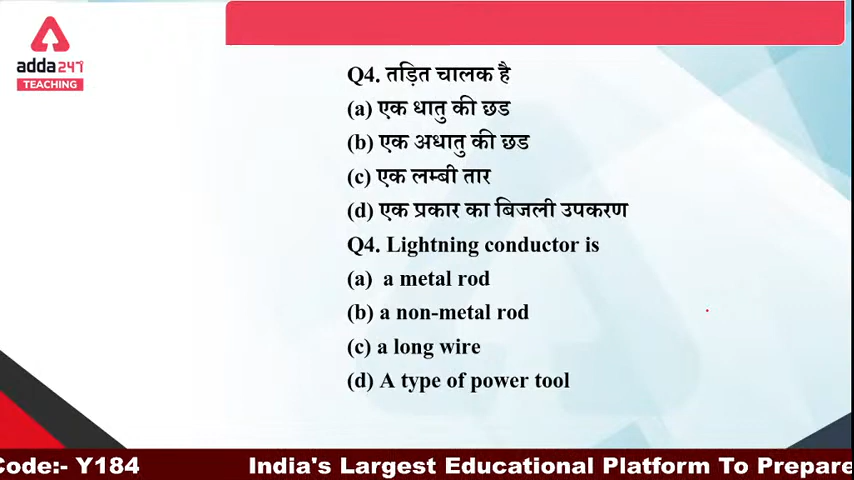 adda247
TEACHING
Q4. तड़ित चालक है
(a) एक धातु की छड
(b) एक अधातु की छड
(c) एक लम्बी तार
(d) एक प्रकार का बिजली उपकरण
Q4. Lightning conductor is
(a) a metal rod
(b) a non-metal rod
(c) a long wire
(d) A type of power tool
Code:- Y184 India's Largest Educational Platform To Prepare